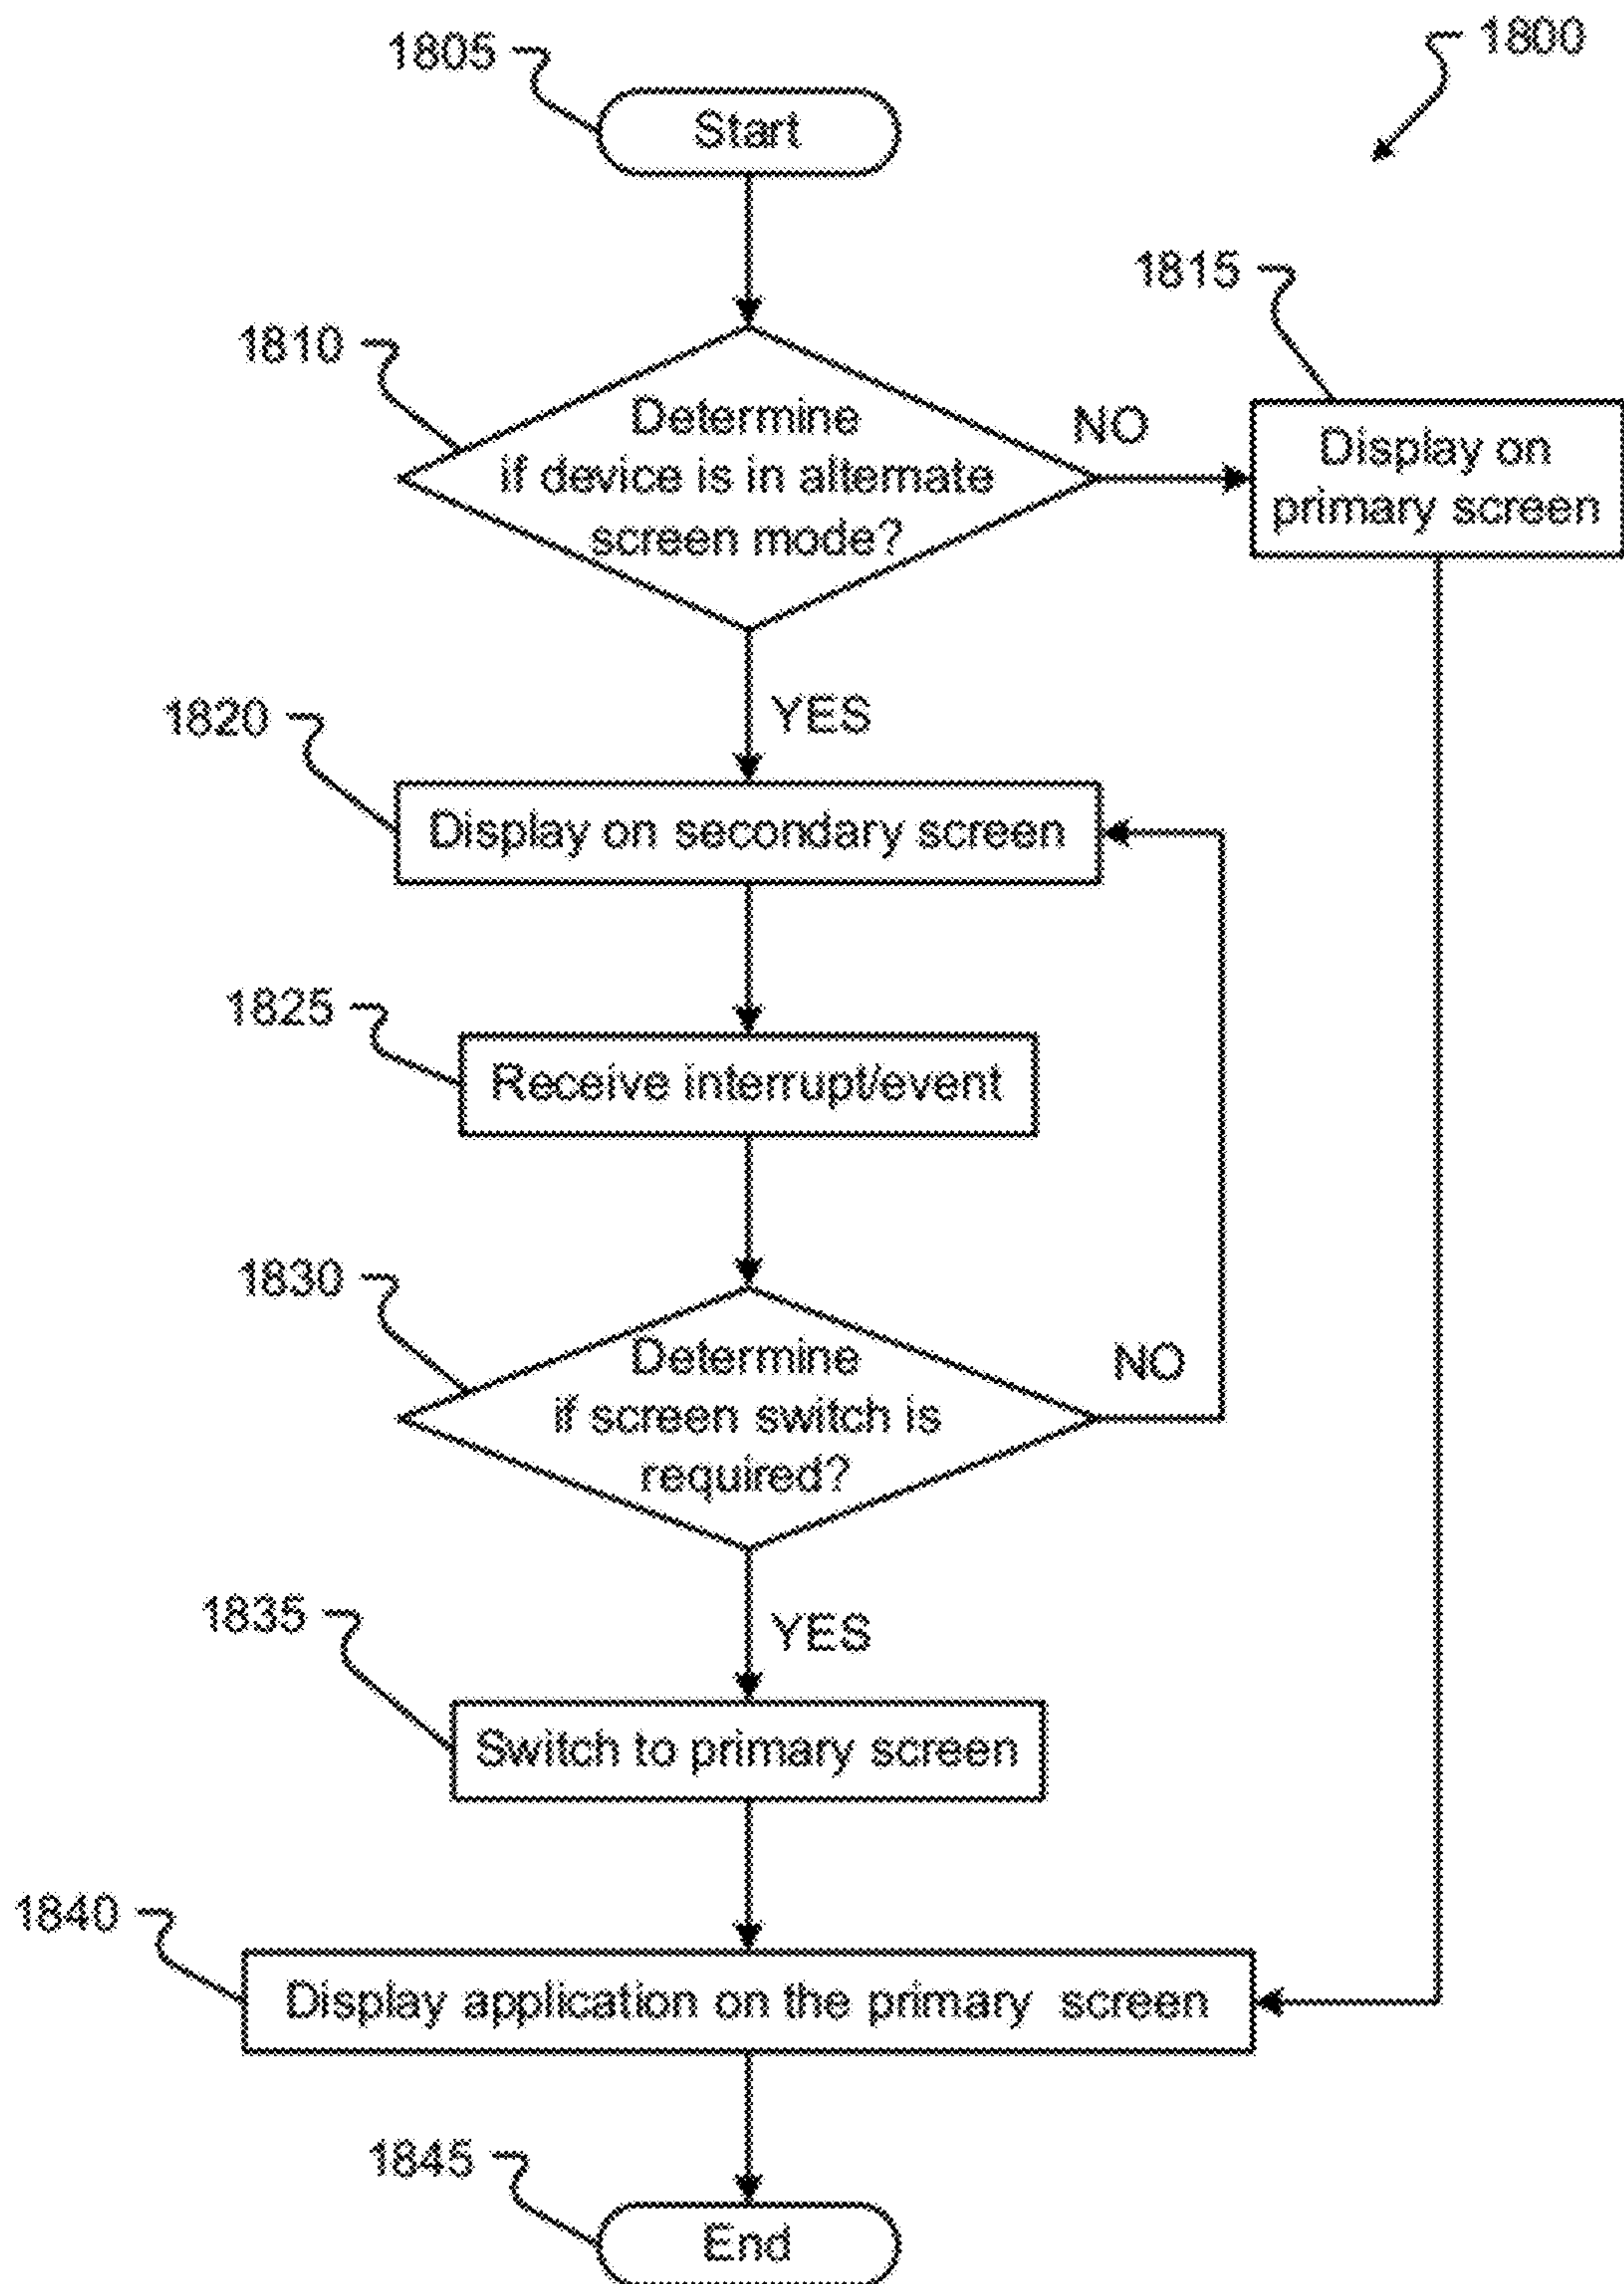 1800
1805
Start
1810
Determine
if device is in alternate
screen mode?
NO
1815
Display on
primary screen
YES
1820
Display on secondary screen
1825
Receive interrupt/event
1830
Determine
if screen switch is
required?
NO
YES
1835
Switch to primary screen
1840
Display application on the primary screen
1845
End